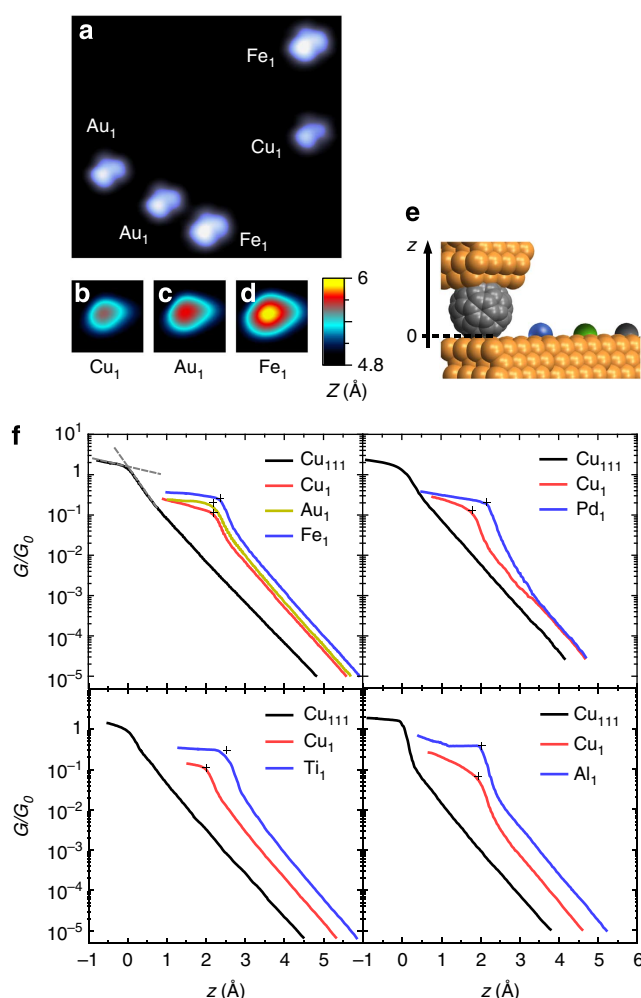 a
Fe₁
Au₁
Cu₁
Au₁
Fe₁
b
c
d
6
4.8
Z (Å)
Cu₁
Au₁
Fe₁
e
z
0
f
10¹
1
10⁻¹
10⁻²
10⁻³
10⁻⁴
10⁻⁵
G/G₀
Cu₁₁₁
Cu₁
Au₁
Fe₁
Cu₁₁₁
Cu₁
Pd₁
1
10⁻¹
10⁻²
10⁻³
10⁻⁴
10⁻⁵
G/G₀
Cu₁₁₁
Cu₁
Ti₁
Cu₁₁₁
Cu₁
Al₁
–1 0 1 2 3 4 5 –1 0 1 2 3 4 5 6
z (Å) z (Å)